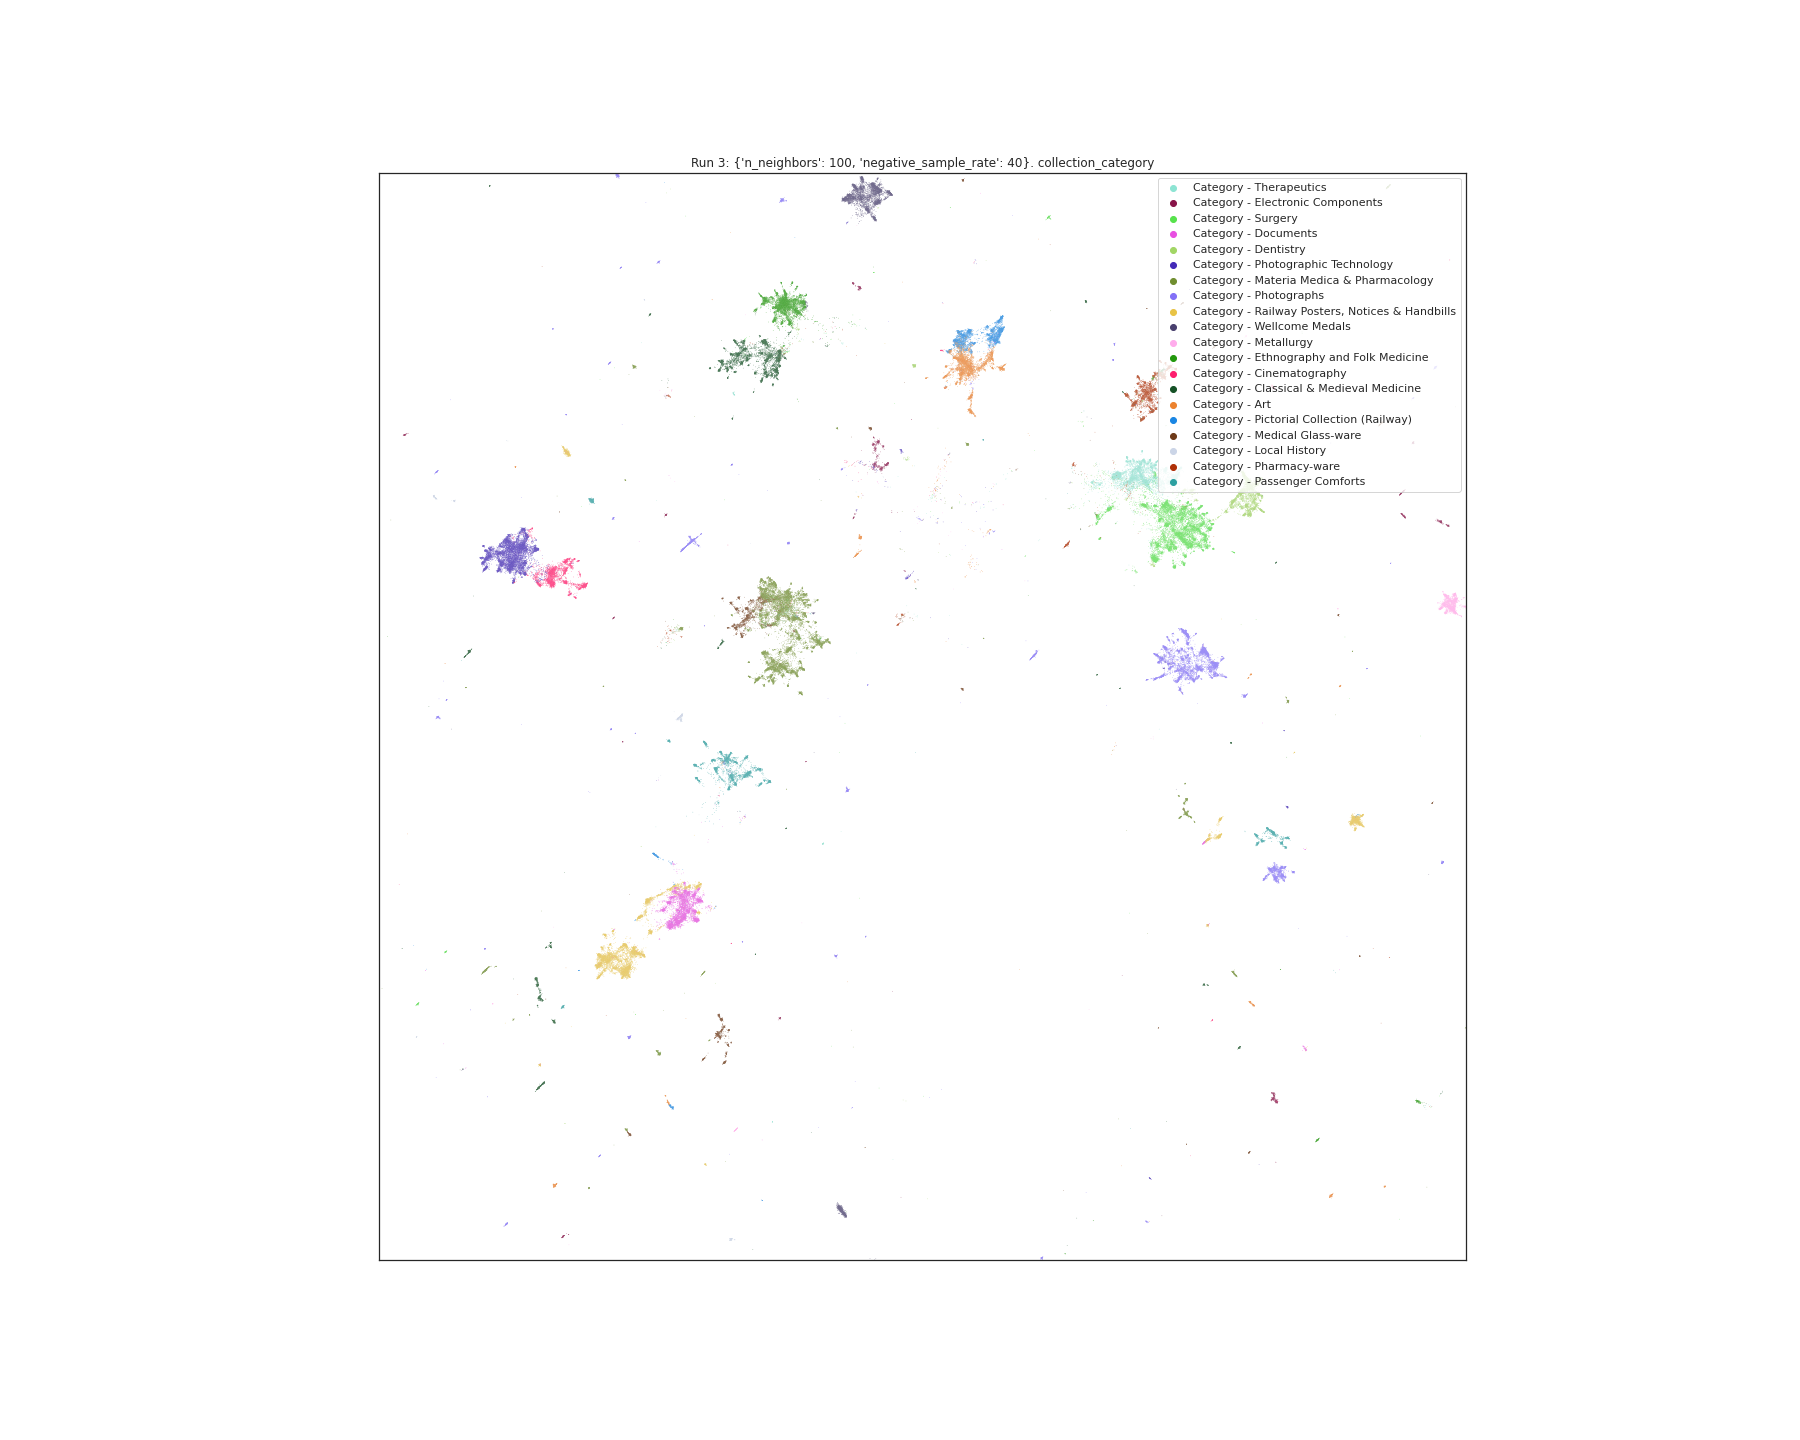 Run 3: {'n_neighbors': 100, 'negative_sample_rate': 40}. collection_category
Category - Therapeutics
Category - Electronic Components
Category - Surgery
Category - Documents
Category - Dentistry
Category - Photographic Technology
Category - Materia Medica & Pharmacology
Category - Photographs
Category - Railway Posters, Notices & Handbills
Category - Wellcome Medals
Category - Metallurgy
Category - Ethnography and Folk Medicine
Category - Cinematography
Category - Classical & Medieval Medicine
Category - Art
Category - Pictorial Collection (Railway)
Category - Medical Glass-ware
Category - Local History
Category - Pharmacy-ware
Category - Passenger Comforts